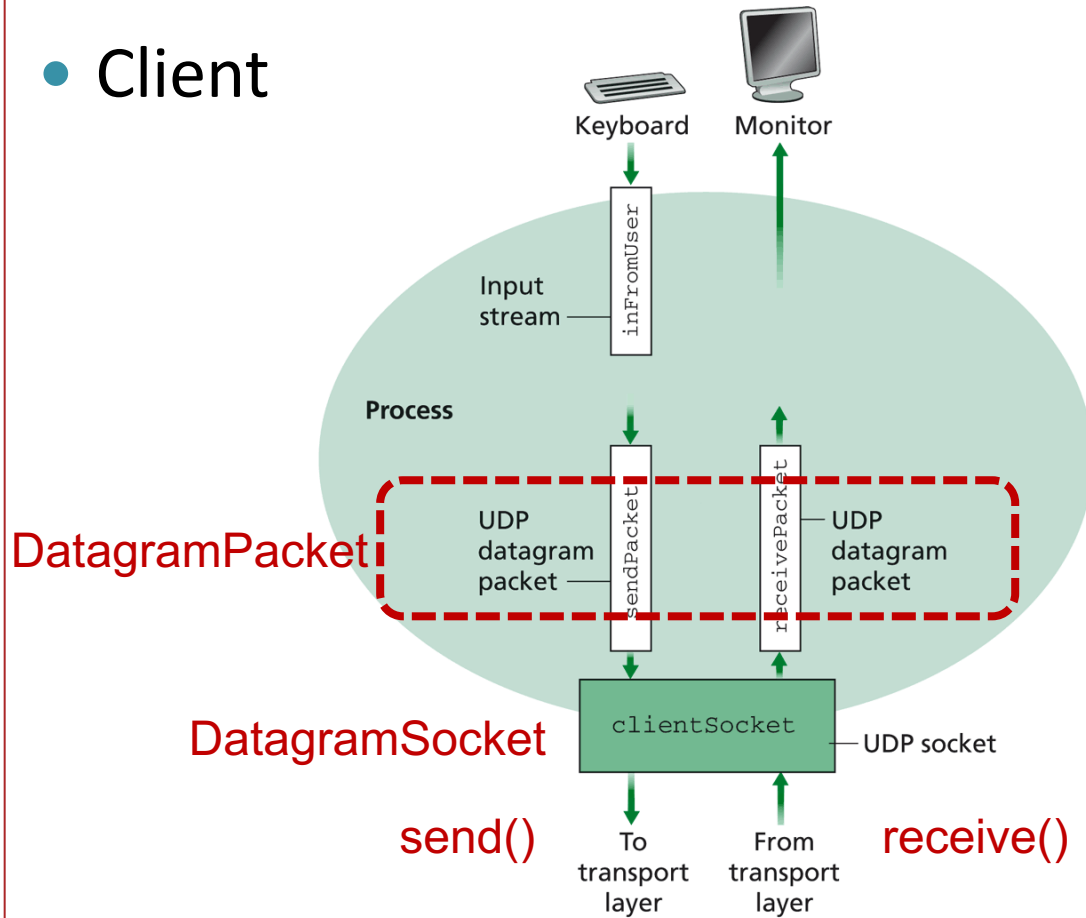 • Client
Keyboard
Monitor
inFromUser
Input
stream
Process
sendPacket
receivePacket
UDP
datagram
packet
UDP
datagram
packet
DatagramPacket
clientSocket
DatagramSocket
UDP socket
send()
To
transport
layer
From
transport
layer
receive()